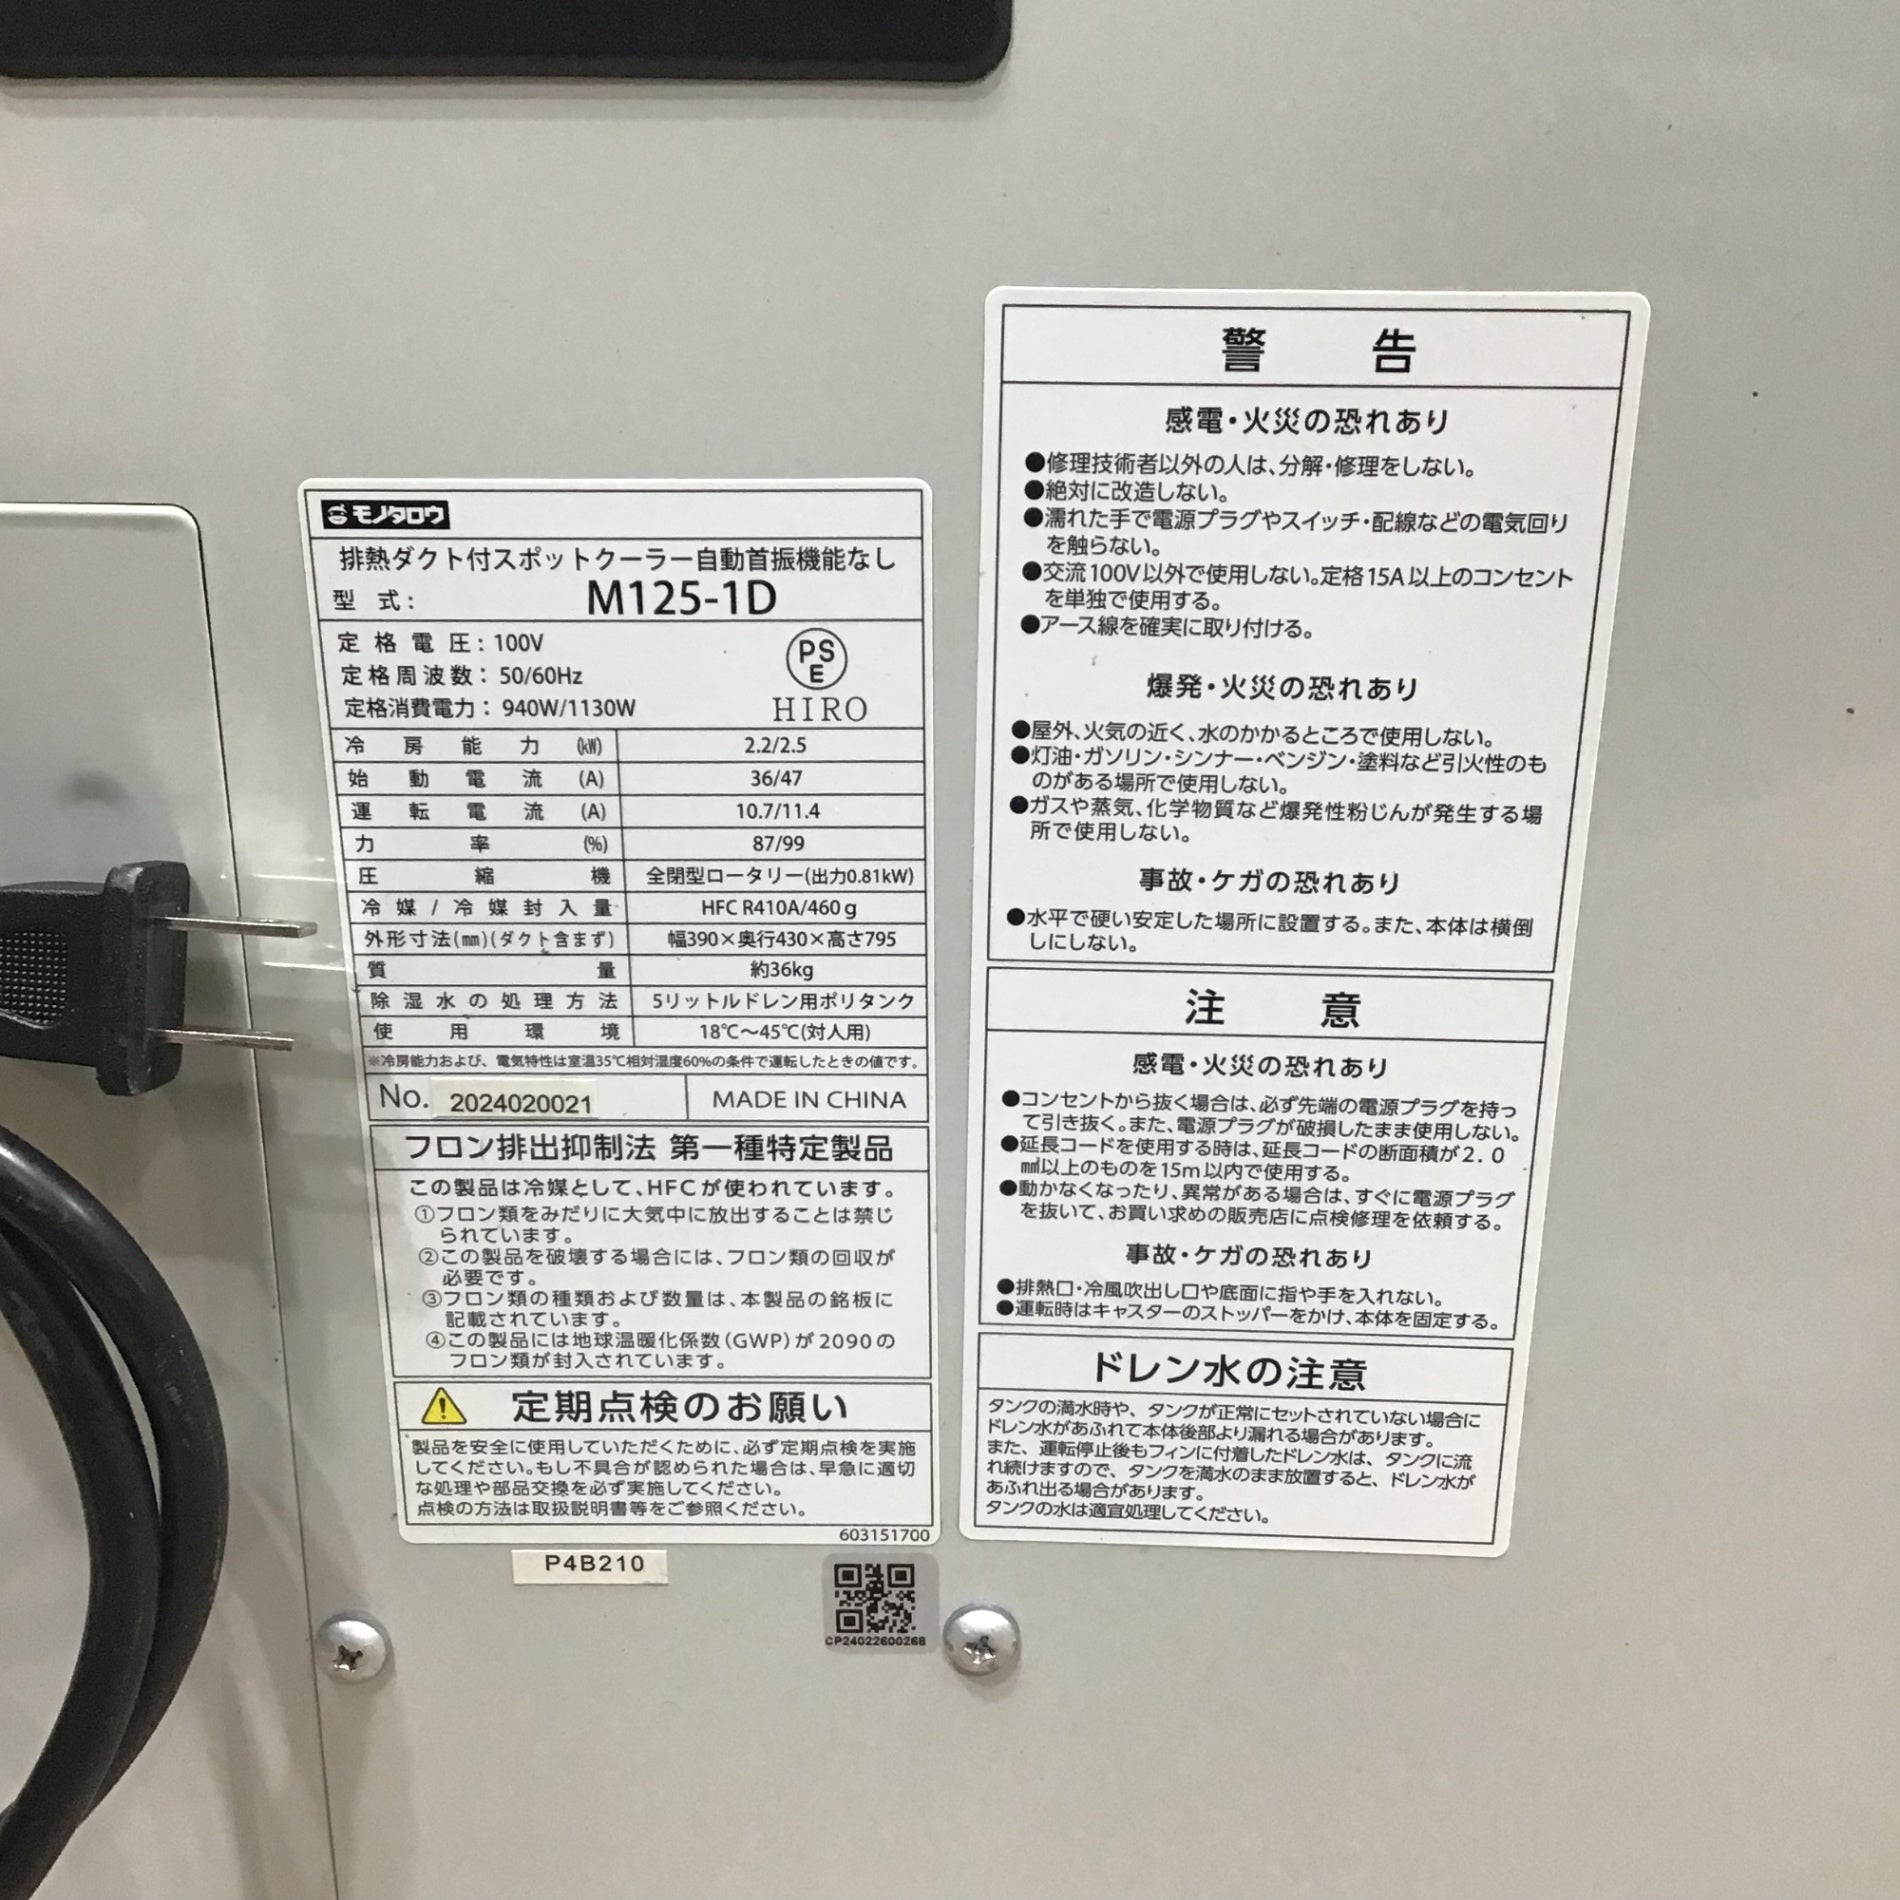 モノタロウ
排熱ダクト付スポットクーラー自動首振機能なし
型 式: M125-1D
定格電圧: 100V
定格周波数: 50/60Hz
定格消費電力: 940W/1130W
PS
E
HIRO
冷房能力 (kW) 2.2/2.5
始動電流 (A) 36/47
運転電流 (A) 10.7/11.4
力率 (%) 87/99
圧縮機 全閉型ロータリー(出力0.81kW)
冷媒/冷媒封入量 HFC R410A/460g
外形寸法(mm)(ダクト含まず) 幅390×奥行430×高さ795
質量 約36kg
除湿水の処理方法 5リットルドレン用ポリタンク
使用環境 18℃～45℃(対人用)
※冷房能力および、電気特性は室温35℃相対湿度60%の条件で運転したときの値です。
No. 2024020021 MADE IN CHINA
フロン排出抑制法 第一種特定製品
この製品は冷媒として、HFCが使われています。
①フロン類をみだりに大気中に放出することは禁じ
られています。
②この製品を破壊する場合には、フロン類の回収が
必要です。
③フロン類の種類および数量は、本製品の銘板に
記載されています。
④この製品には地球温暖化係数(GWP)が2090の
フロン類が封入されています。
定期点検のお願い
製品を安全に使用していただくために、必ず定期点検を実施
してください。もし不具合が認められた場合は、早急に適切
な処理や部品交換を必ず実施してください。
点検の方法は取扱説明書等をご参照ください。
603151700
P4B210
CP24022600268
警 告
感電・火災の恐れあり
●修理技術者以外の人は、分解・修理をしない。
●絶対に改造しない。
●濡れた手で電源プラグやスイッチ・配線などの電気回り
を触らない。
●交流100V以外で使用しない。定格15A以上のコンセント
を単独で使用する。
●アース線を確実に取り付ける。
爆発・火災の恐れあり
●屋外、火気の近く、水のかかるところで使用しない。
●灯油・ガソリン・シンナー・ベンジン・塗料など引火性のも
のがある場所で使用しない。
●ガスや蒸気、化学物質など爆発性粉じんが発生する場
所で使用しない。
事故・ケガの恐れあり
●水平で硬い安定した場所に設置する。また、本体は横倒
しにしない。
注 意
感電・火災の恐れあり
●コンセントから抜く場合は、必ず先端の電源プラグを持っ
て引き抜く。また、電源プラグが破損したまま使用しない。
●延長コードを使用する時は、延長コードの断面積が2.0
㎟以上のものを15m以内で使用する。
●動かなくなったり、異常がある場合は、すぐに電源プラグ
を抜いて、お買い求めの販売店に点検修理を依頼する。
事故・ケガの恐れあり
●排熱口・冷風吹出し口や底面に指や手を入れない。
●運転時はキャスターのストッパーをかけ、本体を固定する。
ドレン水の注意
タンクの満水時や、タンクが正常にセットされていない場合に
ドレン水があふれて本体後部より漏れる場合があります。
また、運転停止後もフィンに付着したドレン水は、タンクに流
れ続けますので、タンクを満水のまま放置すると、ドレン水が
あふれ出る場合があります。
タンクの水は適宜処理してください。